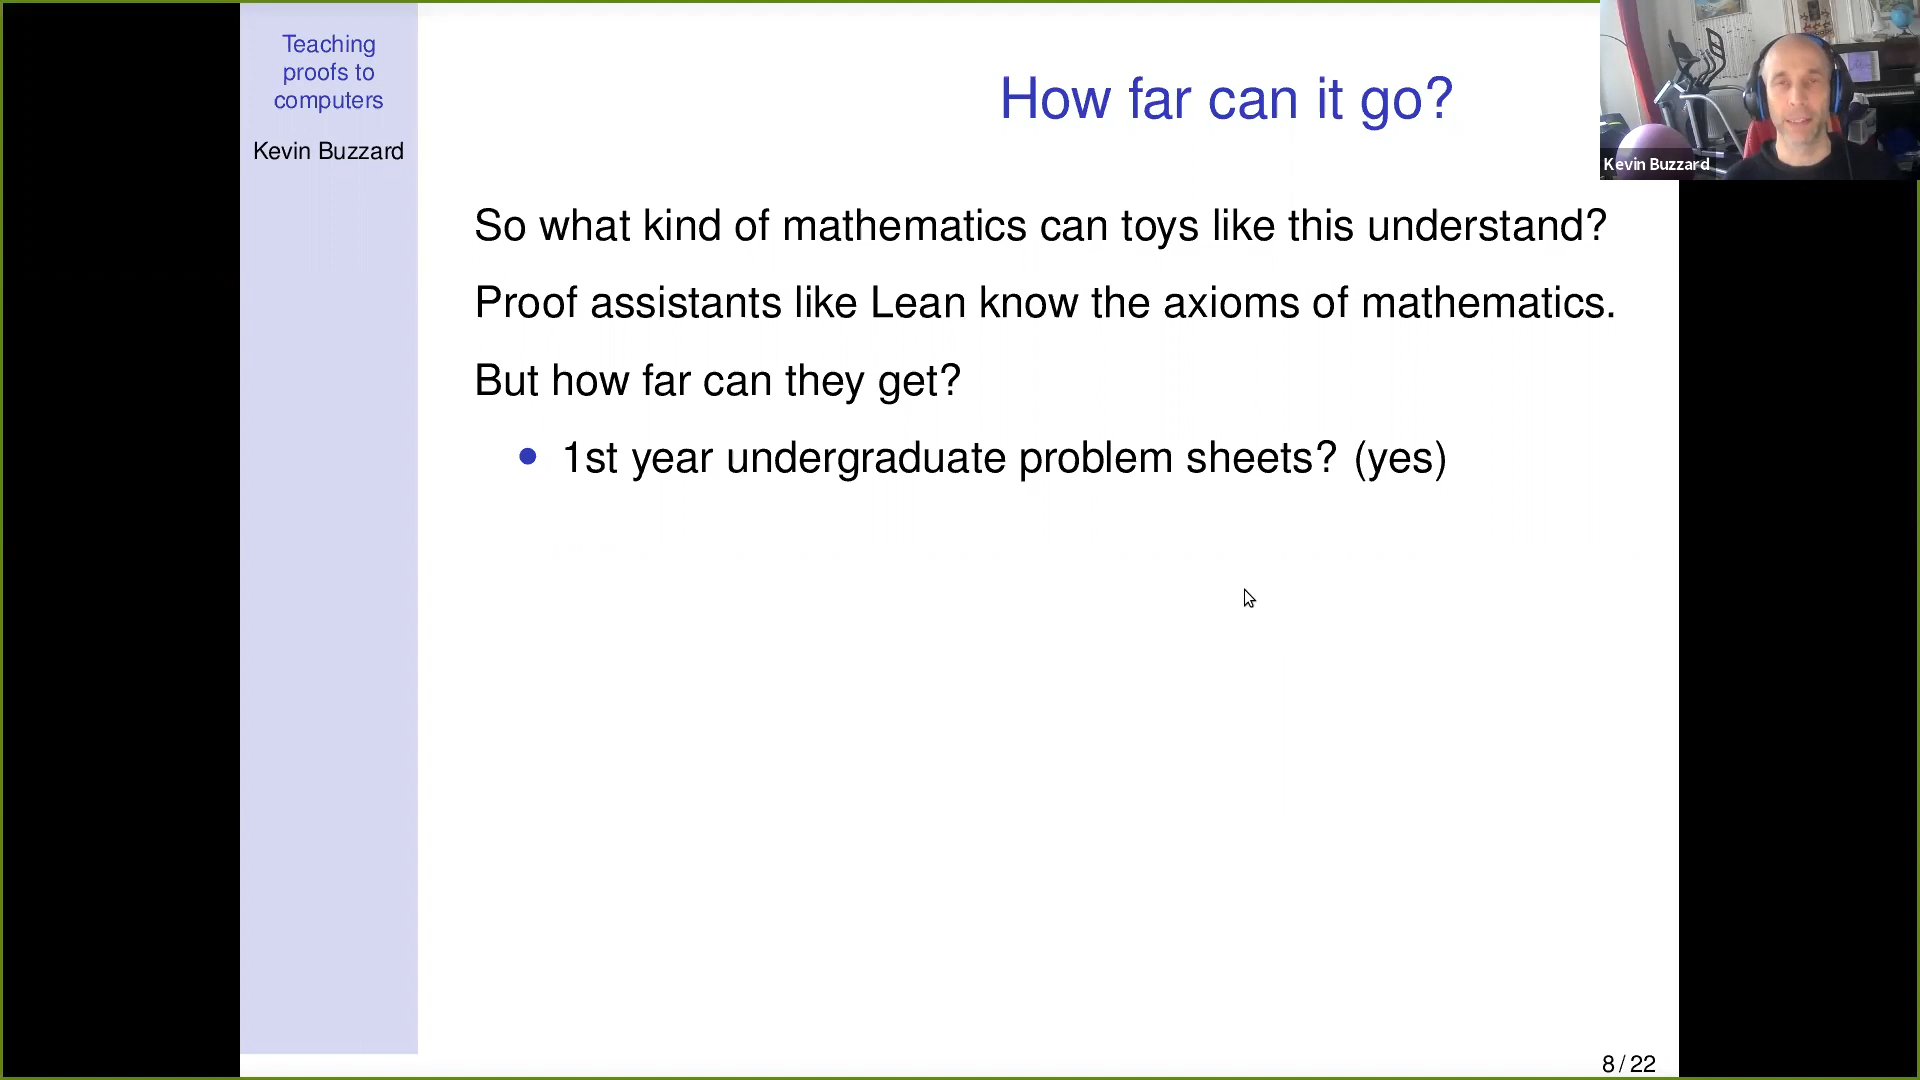 Teaching
proofs to
computers
Kevin Buzzard
How far can it go?
Kevin Buzzard
So what kind of mathematics can toys like this understand?
Proof assistants like Lean know the axioms of mathematics.
But how far can they get?
• 1st year undergraduate problem sheets? (yes)
8 / 22